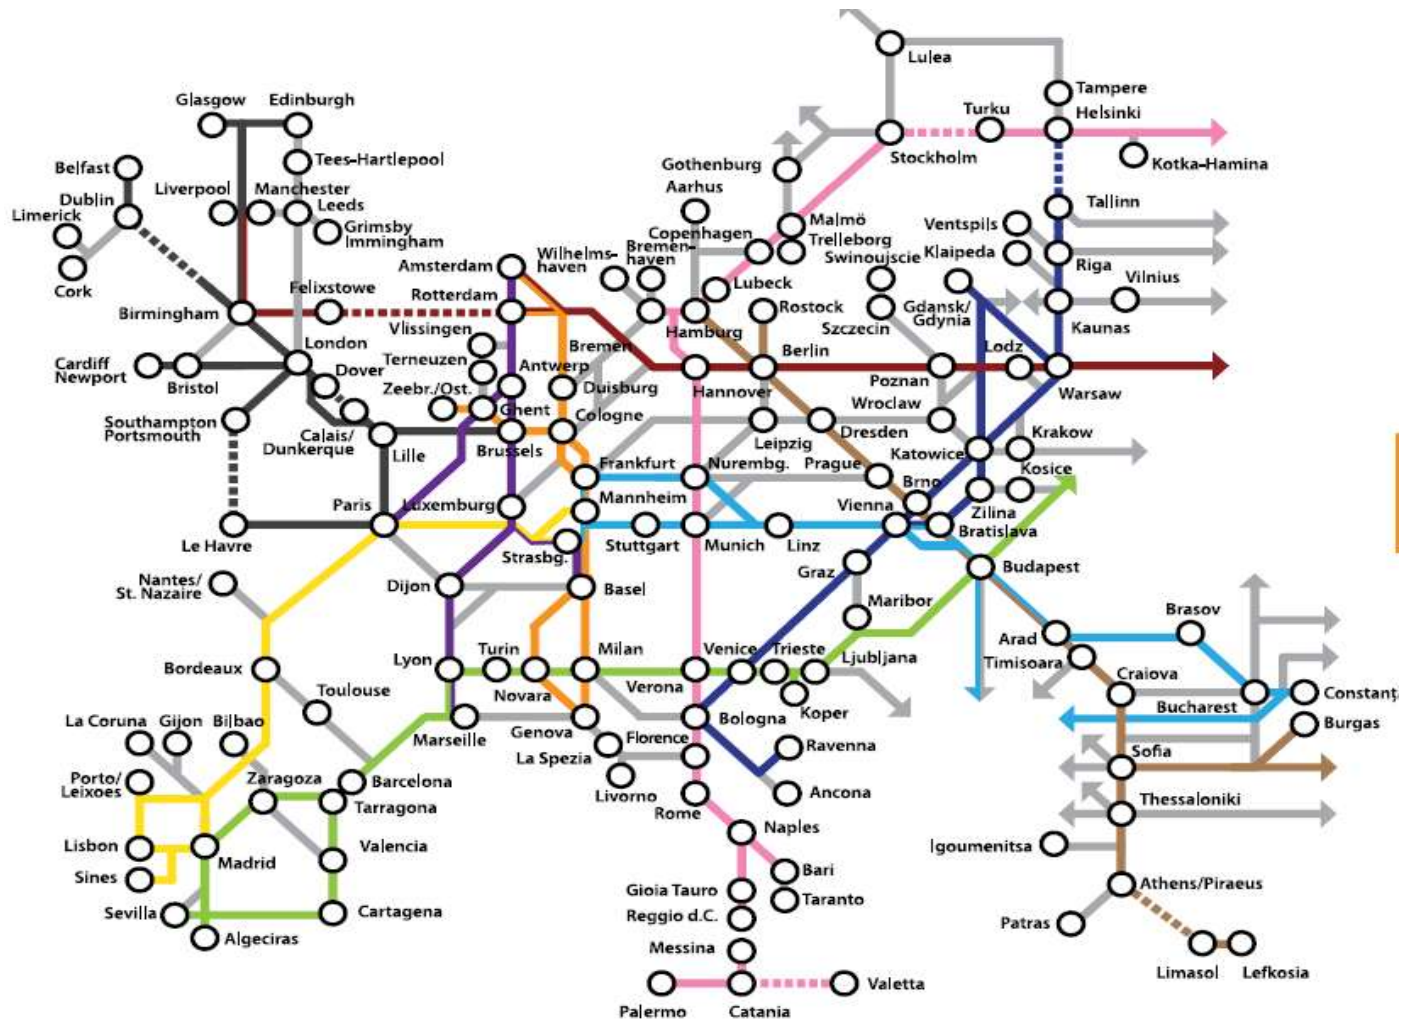 Lulea
Tampere
Glasgow
Edinburgh
Turku
Helsinki
Stockholm
Kotka-Hamina
Belfast
Tees-Hartlepool
Gothenburg
Aarhus
Dublin
Liverpool
Manchester
Leeds
Limerick
Grimsby
Immingham
Malmö
Trelleborg
Tallinn
Ventspils
Copenhagen
Wilhelms-
haven
Bremen-
haven
Swinoujscie
Klaipeda
Riga
Vilnius
Cork
Amsterdam
Lubeck
Felixstowe
Rotterdam
Rostock
Gdansk/
Gdynia
Birmingham
Vlissingen
Hamburg
Szczecin
Kaunas
London
Terneuzen
Bremen
Berlin
Lodz
Cardiff
Newport
Bristol
Dover
Antwerp
Zeebr./Ost.
Duisburg
Hannover
Poznan
Warsaw
Southampton
Portsmouth
Ghent
Cologne
Wroclaw
Calais/
Dunkerque
Lille
Brussels
Leipzig
Dresden
Katowice
Krakow
Frankfurt
Nurembg.
Prague
Kosice
Brno
Paris
Luxemburg
Mannheim
Vienna
Zilina
Bratislava
Le Havre
Strasbg.
Stuttgart
Munich
Linz
Graz
Budapest
Nantes/
St. Nazaire
Dijon
Basel
Maribor
Arad
Brasov
Bordeaux
Lyon
Turin
Milan
Venice
Trieste
Ljubljana
Timisoara
Craiova
Novara
Verona
Koper
Bucharest
Constanț
Toulouse
La Coruna
Gijon
Bilbao
Marseille
Genova
Florence
Bologna
Burgas
Ravenna
La Spezia
Sofia
Porto/
Leixoes
Zaragoza
Barcelona
Tarragona
Livorno
Rome
Ancona
Thessaloniki
Naples
Lisbon
Madrid
Valencia
Igoumenitsa
Sines
Bari
Gioia Tauro
Taranto
Athens/Piraeus
Sevilla
Cartagena
Reggio d.C.
Patras
Algeciras
Messina
Limasol
Lefkosia
Palermo
Catania
Valetta